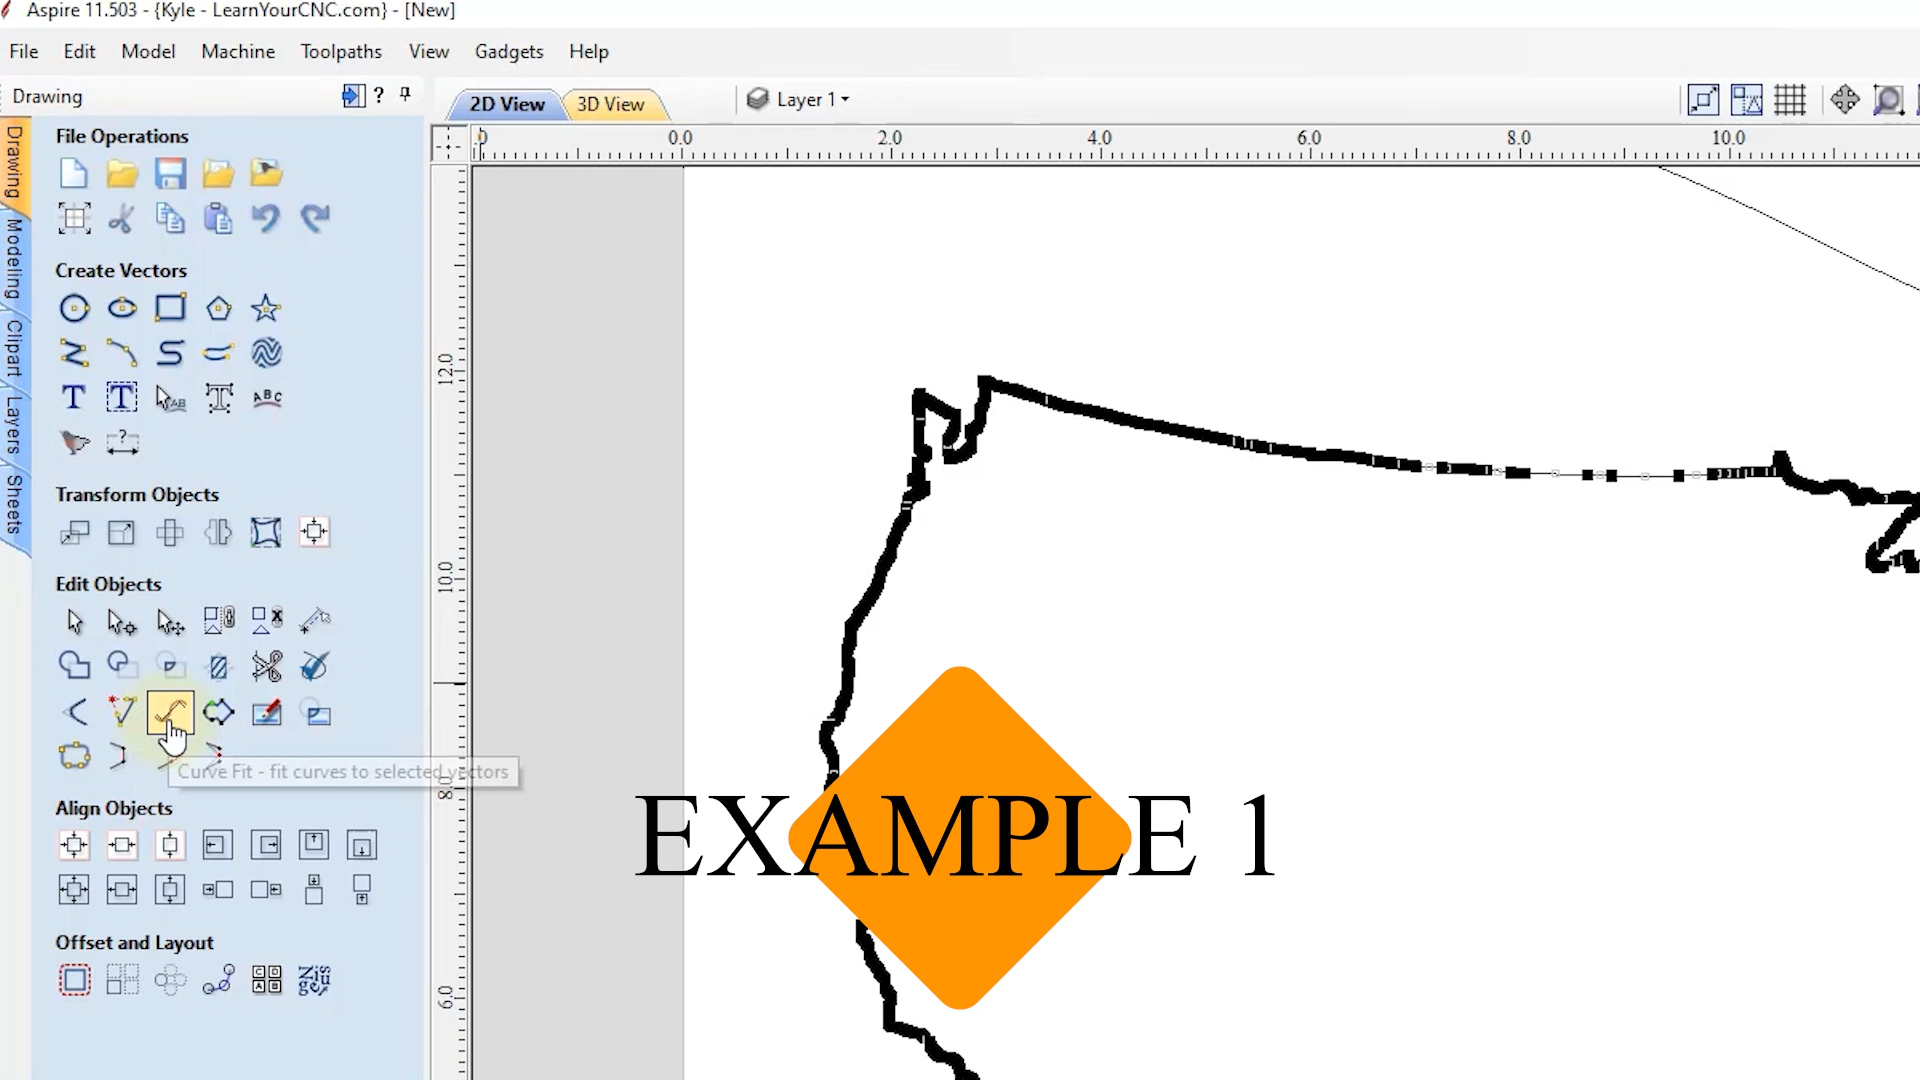 Aspire 11.503 - {Kyle - LearnYourCNC.com} - [New]
File Edit Model Machine Toolpaths View Gadgets Help
Drawing
?
2D View
3D View
Layer 1
Drawing
Modeling
Clipart
Layers
Sheets
File Operations
Create Vectors
Transform Objects
Edit Objects
Curve Fit - fit curves to selected vectors
Align Objects
Offset and Layout
0.0 2.0 4.0 6.0 8.0 10.0
12.0
10.0
8.0
6.0
EXAMPLE 1